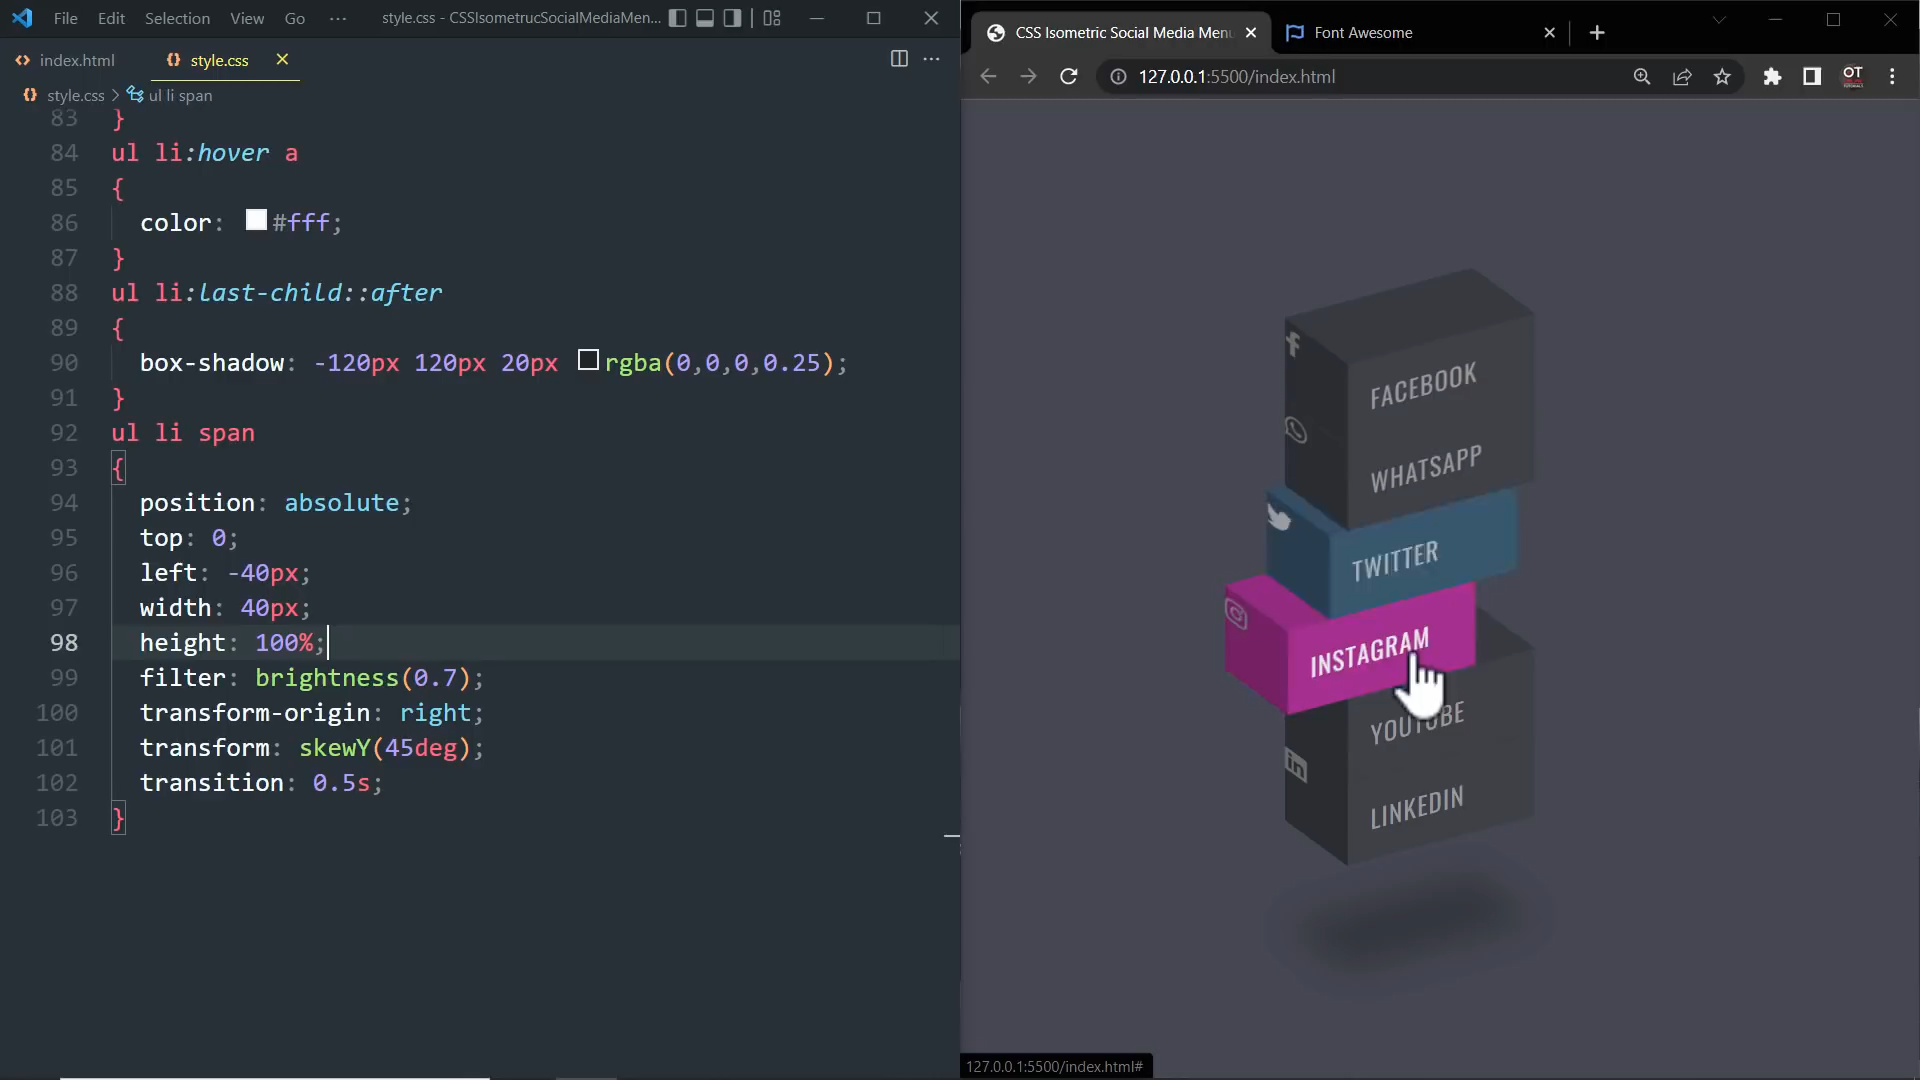 File Edit Selection View Go ··· style.css - CSSIsometrucSocialMediaMen...
index.html style.css
style.css > ul li span
83 }
84 ul li:hover a
85 {
86 color: #fff;
87 }
88 ul li:last-child::after
89 {
90 box-shadow: -120px 120px 20px rgba(0,0,0,0.25);
91 }
92 ul li span
93 {
94 position: absolute;
95 top: 0;
96 left: -40px;
97 width: 40px;
98 height: 100%;
99 filter: brightness(0.7);
100 transform-origin: right;
101 transform: skewY(45deg);
102 transition: 0.5s;
103 }
CSS Isometric Social Media Menu Font Awesome
127.0.0.1:5500/index.html OT
FACEBOOK
WHATSAPP
TWITTER
INSTAGRAM
YOUTUBE
in LINKEDIN
127.0.0.1:5500/index.html#